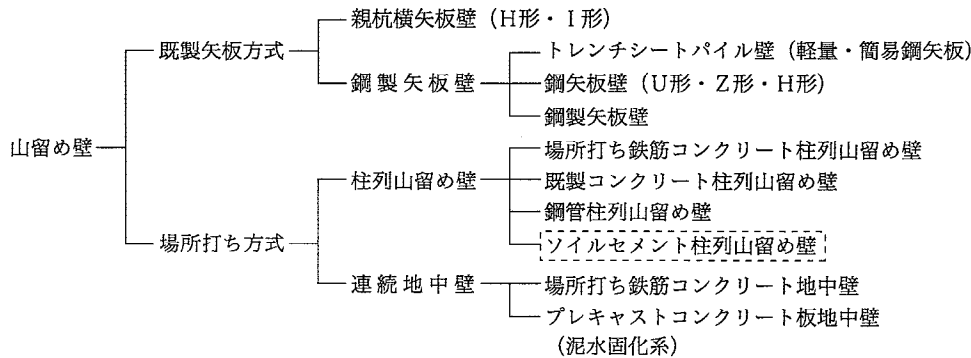 親杭横矢板壁（H形・I形）
既製矢板方式
トレンチシートパイル壁（軽量・簡易鋼矢板）
鋼製矢板壁
鋼矢板壁（U形・Z形・H形）
鋼製矢板壁
山留め壁
場所打ち鉄筋コンクリート柱列山留め壁
柱列山留め壁
既製コンクリート柱列山留め壁
鋼管柱列山留め壁
場所打ち方式
ソイルセメント柱列山留め壁
連続地中壁
場所打ち鉄筋コンクリート地中壁
プレキャストコンクリート板地中壁
（泥水固化系）